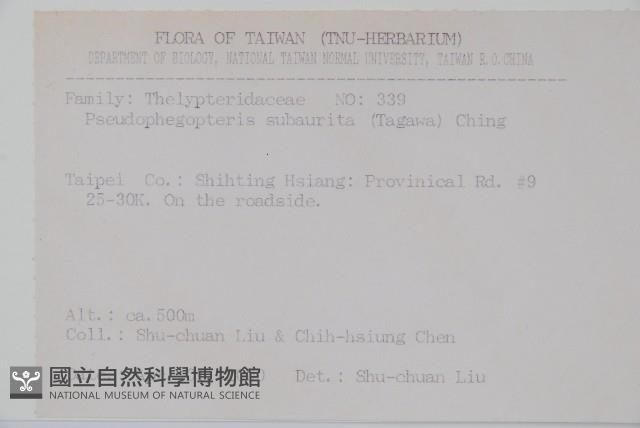 FLORA OF TAIWAN (TNU-HERBARIUM)
DEPARTMENT OF BIOLOGY, NATIONAL TAIWAN NORMAL UNIVERSITY, TAIWAN R.O.CHINA
Family: Thelypteridaceae NO: 339
Pseudophegopteris subaurita (Tagawa) Ching
Taipei Co.: Shihting Hsiang: Provinical Rd. #9
25-30K. On the roadside.
Alt.: ca.500m
Coll.: Shu-chuan Liu & Chih-hsiung Chen
Det.: Shu-chuan Liu
國立自然科學博物館
NATIONAL MUSEUM OF NATURAL SCIENCE